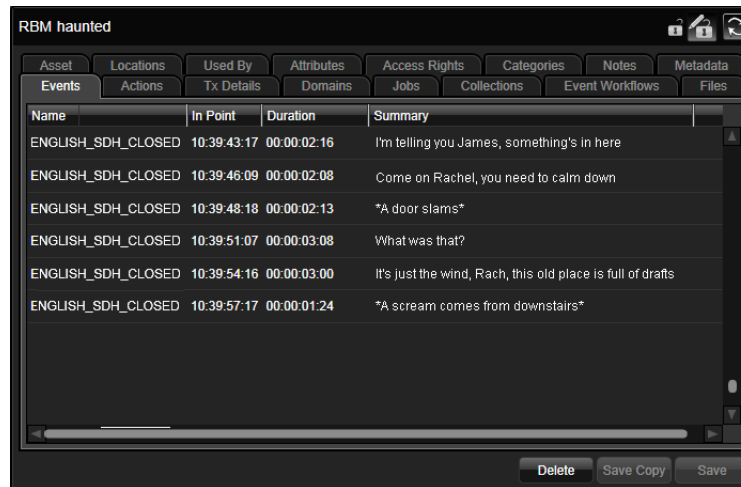 RBM haunted
Asset Locations Used By Attributes Access Rights Categories Notes Metadata
Events Actions Tx Details Domains Jobs Collections Event Workflows Files
Name In Point Duration Summary
ENGLISH_SDH_CLOSED 10:39:43:17 00:00:02:16 I'm telling you James, something's in here
ENGLISH_SDH_CLOSED 10:39:46:09 00:00:02:08 Come on Rachel, you need to calm down
ENGLISH_SDH_CLOSED 10:39:48:18 00:00:02:13 *A door slams*
ENGLISH_SDH_CLOSED 10:39:51:07 00:00:03:08 What was that?
ENGLISH_SDH_CLOSED 10:39:54:16 00:00:03:00 It's just the wind, Rach, this old place is full of drafts
ENGLISH_SDH_CLOSED 10:39:57:17 00:00:01:24 *A scream comes from downstairs*
Delete Save Copy Save